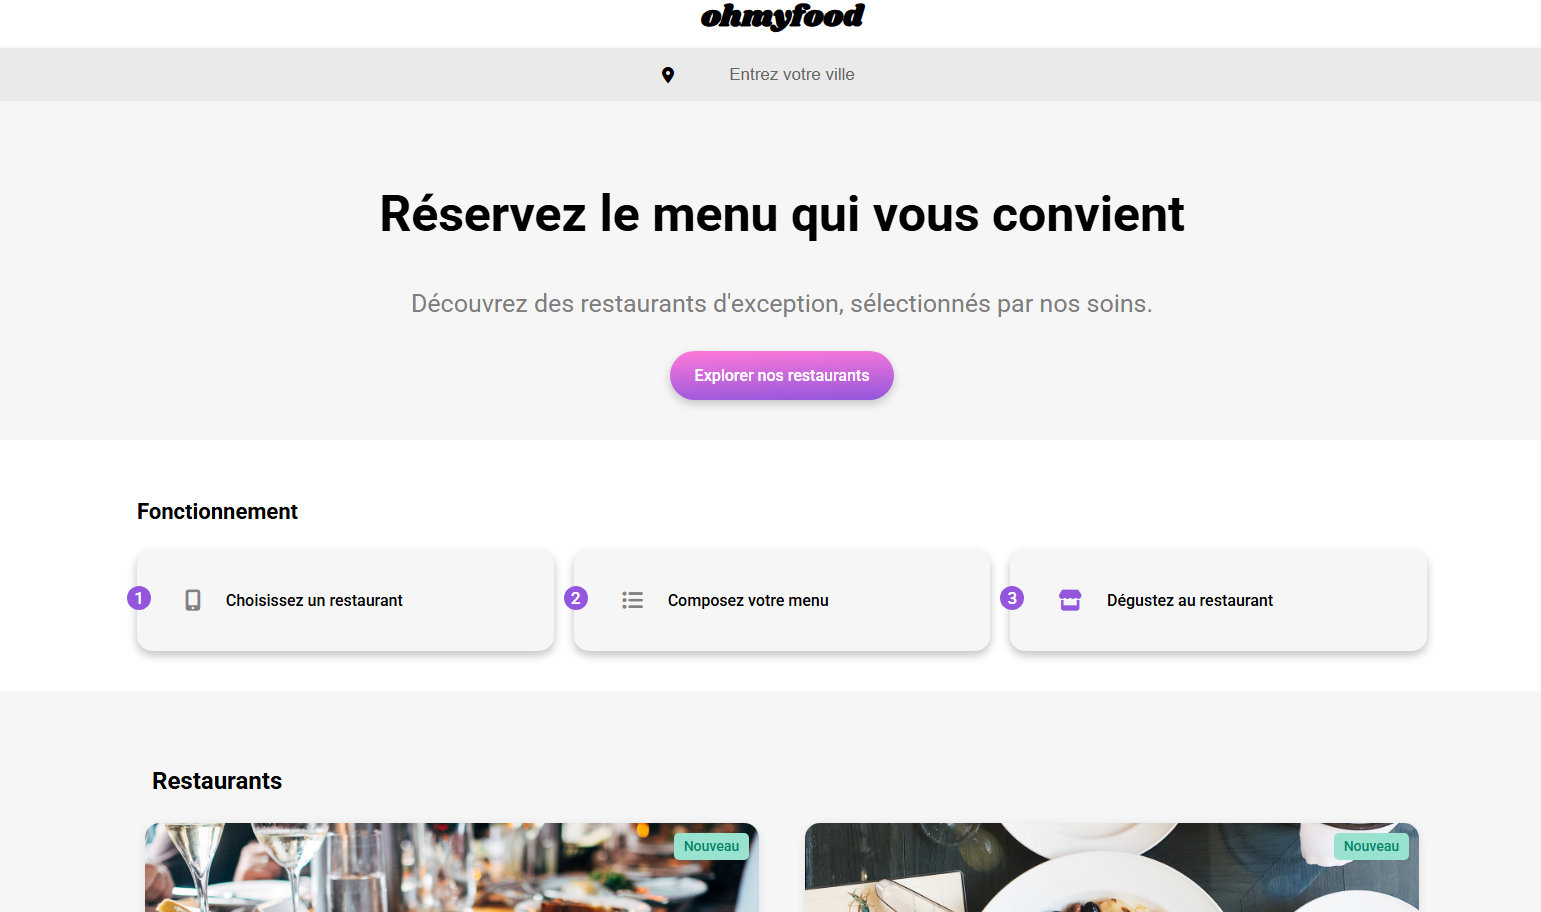 ohmyfood
Entrez votre ville
Réservez le menu qui vous convient
Découvrez des restaurants d'exception, sélectionnés par nos soins.
Explorer nos restaurants
Fonctionnement
1 Choisissez un restaurant
2 Composez votre menu
3 Dégustez au restaurant
Restaurants
Nouveau
Nouveau